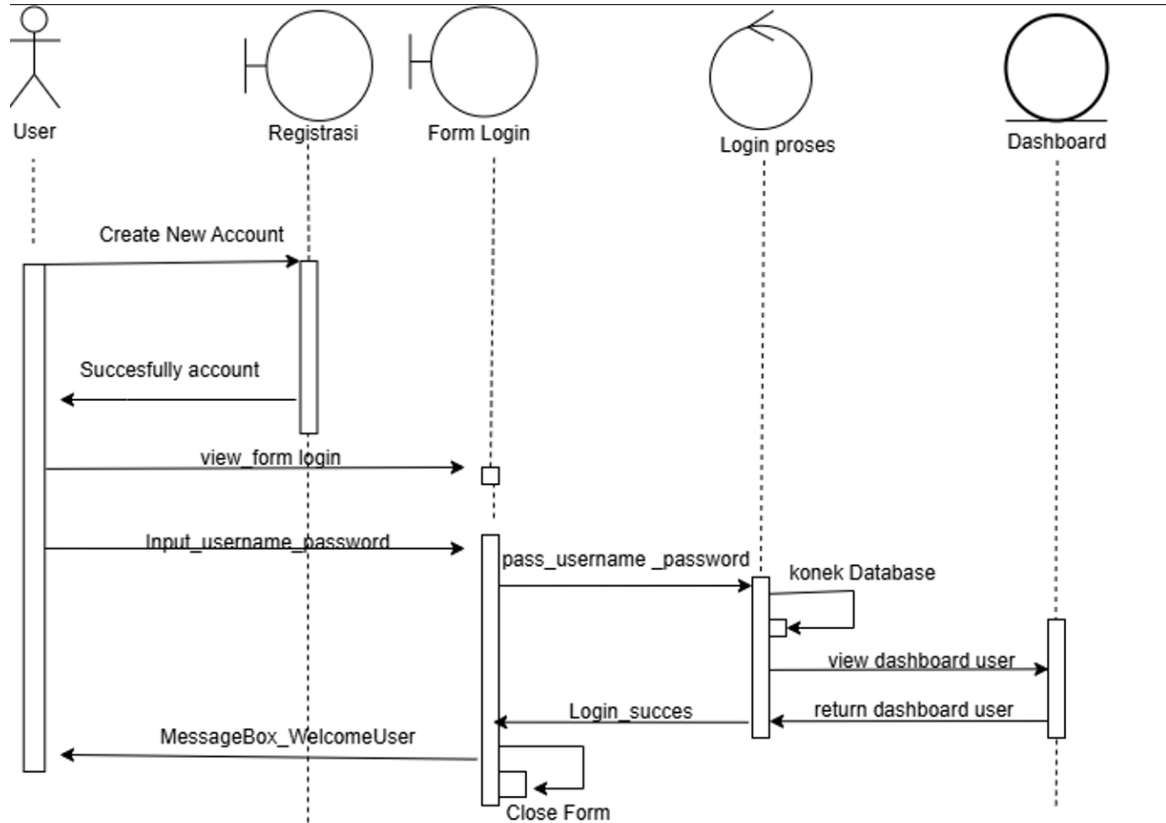 User
Registrasi
Form Login
Login proses
Dashboard
Create New Account
Succesfully account
view_form login
Input_username_password
pass_username _password
konek Database
view dashboard user
return dashboard user
Login_succes
MessageBox_WelcomeUser
Close Form